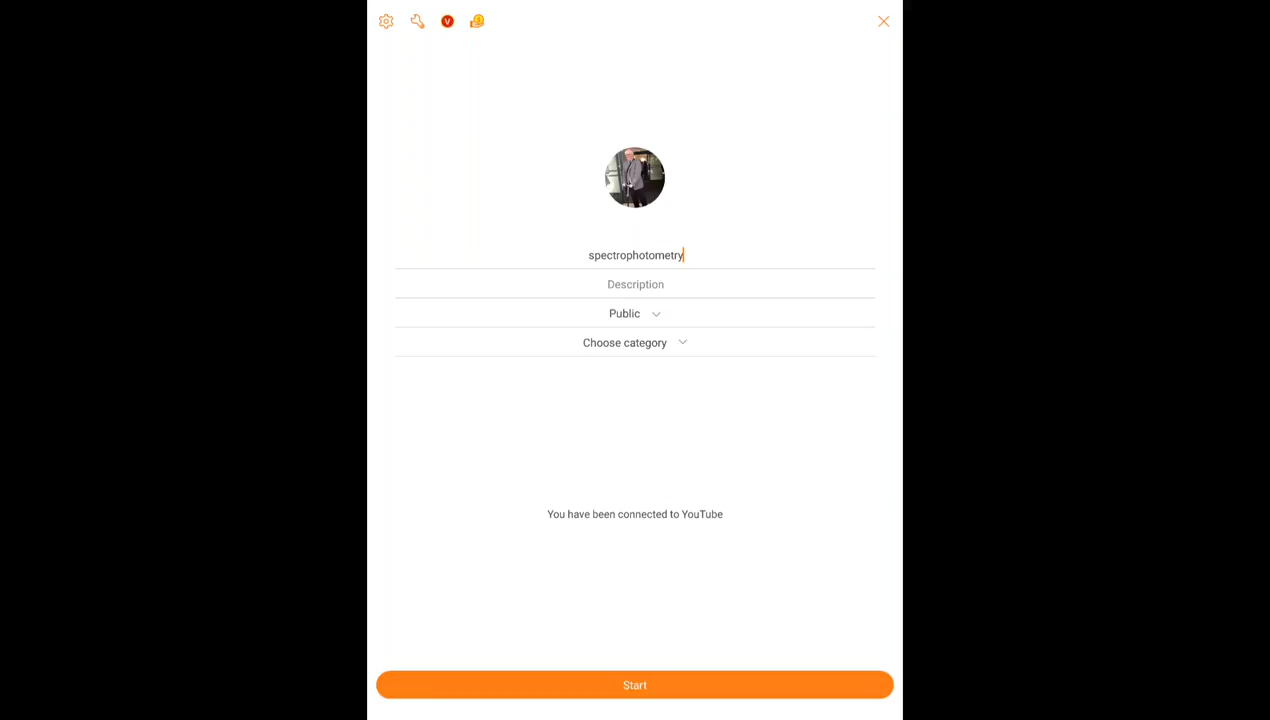 V
spectrophotometry
Description
Public
Choose category
You have been connected to YouTube
Start